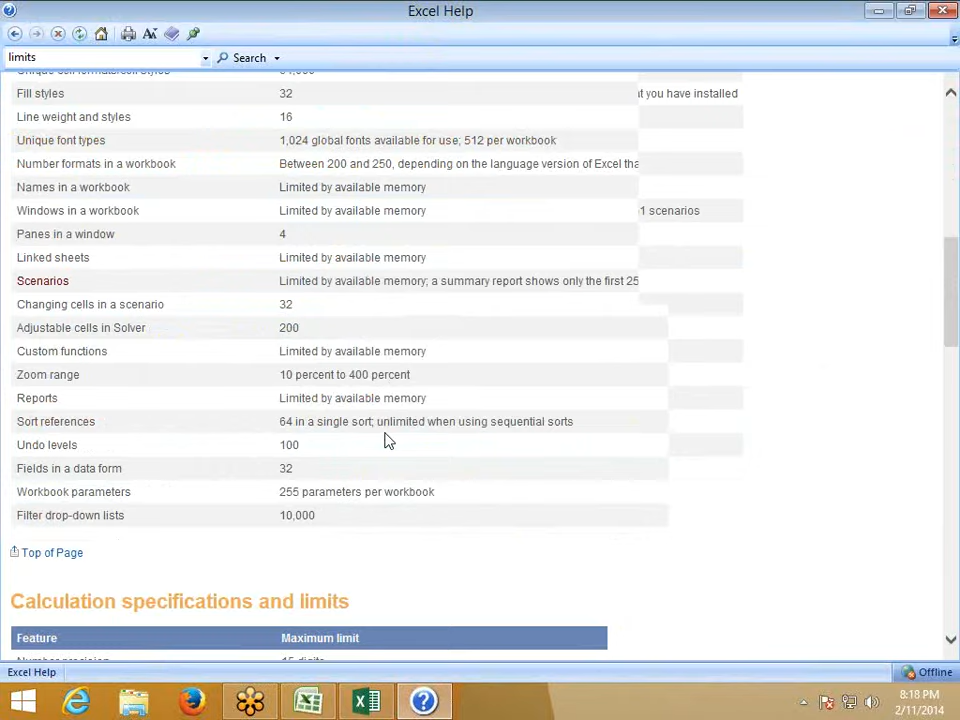 Excel Help
limits
Search
Fill styles 32 t you have installed
Line weight and styles 16
Unique font types 1,024 global fonts available for use; 512 per workbook
Number formats in a workbook Between 200 and 250, depending on the language version of Excel tha
Names in a workbook Limited by available memory
Windows in a workbook Limited by available memory 1 scenarios
Panes in a window 4
Linked sheets Limited by available memory
Scenarios Limited by available memory; a summary report shows only the first 25
Changing cells in a scenario 32
Adjustable cells in Solver 200
Custom functions Limited by available memory
Zoom range 10 percent to 400 percent
Reports Limited by available memory
Sort references 64 in a single sort; unlimited when using sequential sorts
Undo levels 100
Fields in a data form 32
Workbook parameters 255 parameters per workbook
Filter drop-down lists 10,000
Top of Page
Calculation specifications and limits
Feature Maximum limit
Number precision 15 digits
Excel Help Offline
8:18 PM
2/11/2014